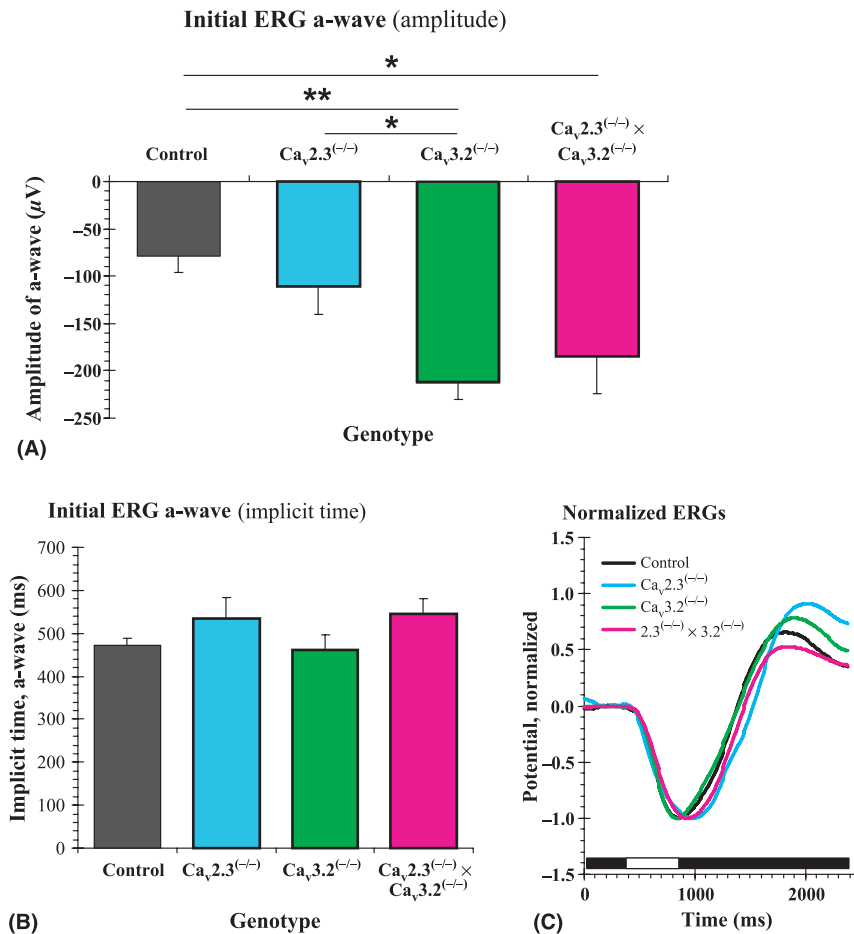 Initial ERG a-wave (amplitude)
*
**
*
Control
Caᵥ2.3⁽⁻/⁻⁾
Caᵥ3.2⁽⁻/⁻⁾
Caᵥ2.3⁽⁻/⁻⁾ ×
Caᵥ3.2⁽⁻/⁻⁾
0
–50
–100
–150
–200
–250
Amplitude of a-wave (µV)
Genotype
(A)
Initial ERG a-wave (implicit time)
700
600
500
400
300
200
100
0
Implicit time, a-wave (ms)
Control
Caᵥ2.3⁽⁻/⁻⁾
Caᵥ3.2⁽⁻/⁻⁾
Caᵥ2.3⁽⁻/⁻⁾ ×
Caᵥ3.2⁽⁻/⁻⁾
Genotype
(B)
Normalized ERGs
1.5
1.0
0.5
0.0
–0.5
–1.0
–1.5
Potential, normalized
Control
Caᵥ2.3⁽⁻/⁻⁾
Caᵥ3.2⁽⁻/⁻⁾
2.3⁽⁻/⁻⁾ × 3.2⁽⁻/⁻⁾
0
1000
2000
Time (ms)
(C)